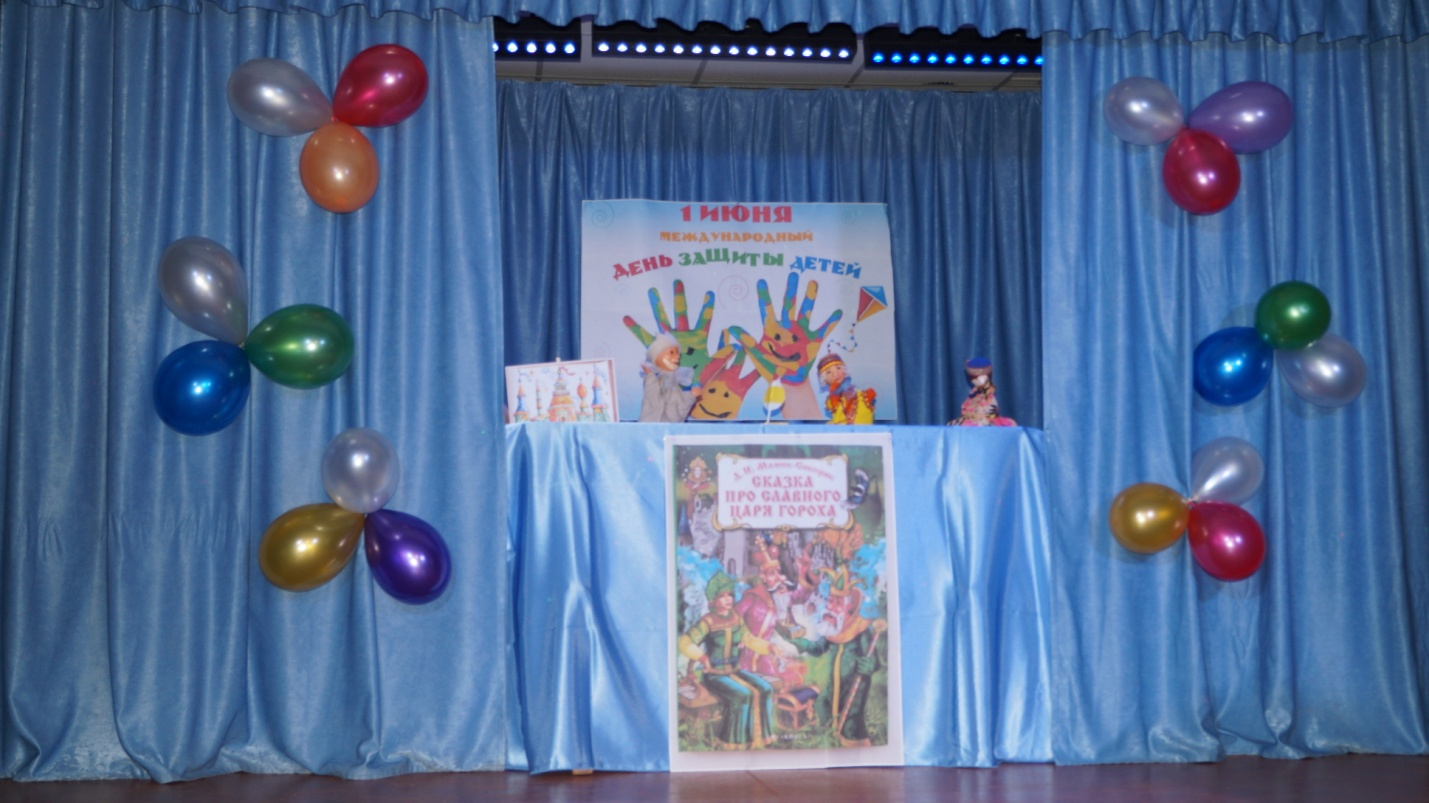 1 ИЮНЯ
МЕЖДУНАРОДНЫЙ
ДЕНЬ ЗАЩИТЫ ДЕТЕЙ
Д. Н. Мамин-Сибиряк
СКАЗКА
ПРО СЛАВНОГО
ЦАРЯ ГОРОХА